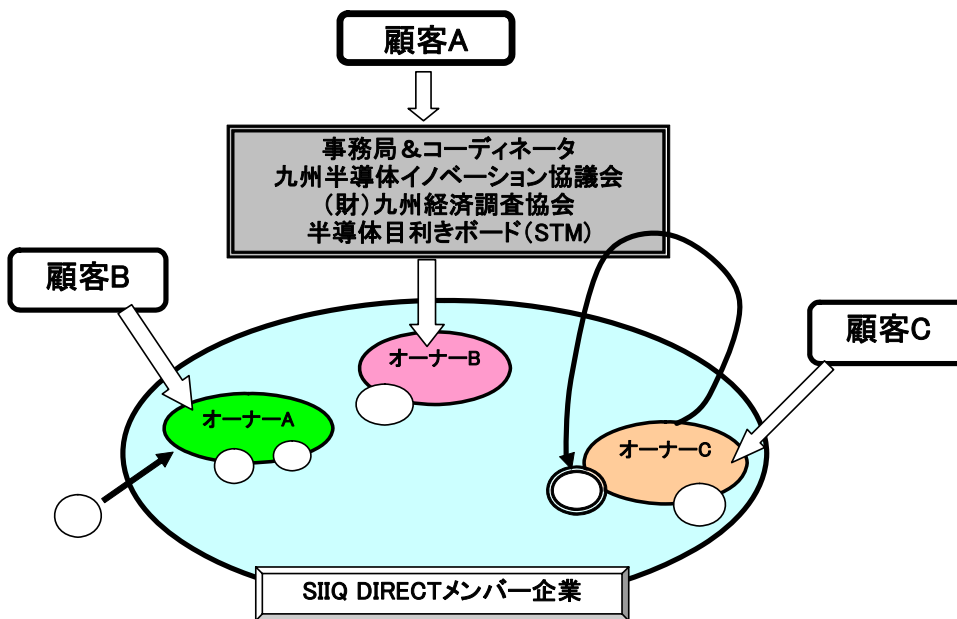 顧客A
事務局&コーディネータ
九州半導体イノベーション協議会
(財)九州経済調査協会
半導体目利きボード(STM)
顧客B
顧客C
オーナーB
オーナーA
オーナーC
SIIQ DIRECTメンバー企業